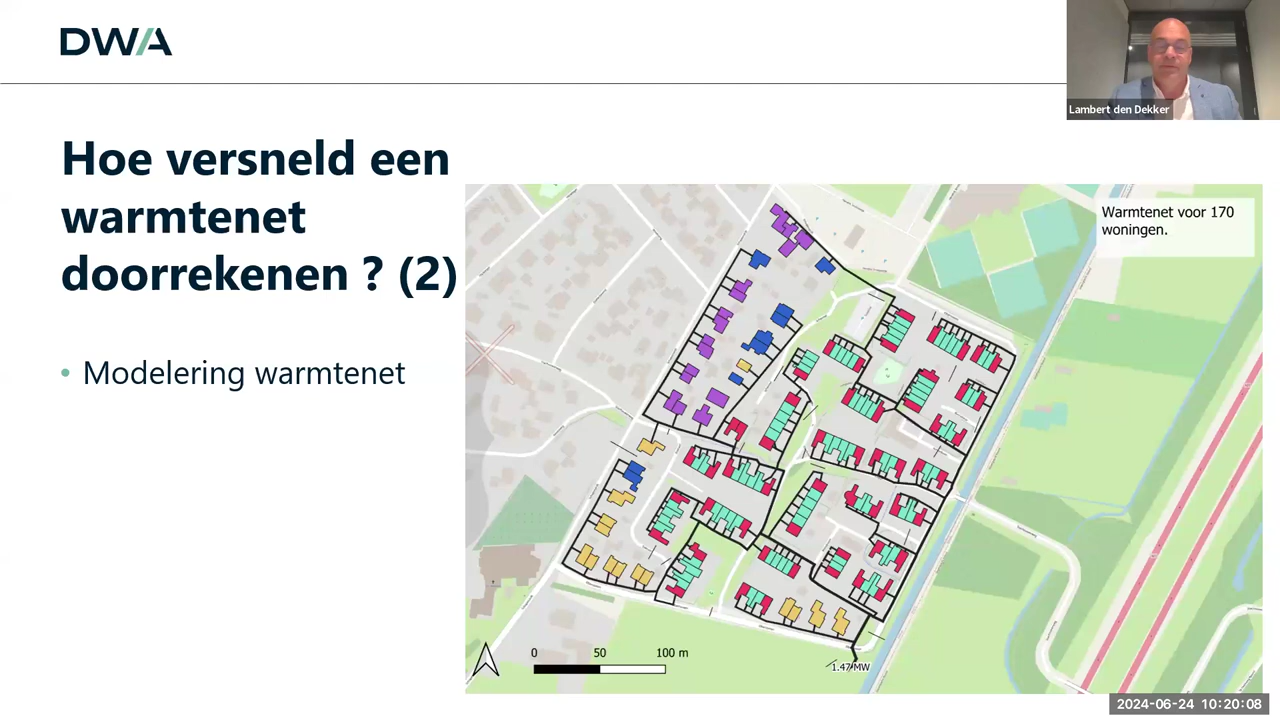 DWA
Lambert den Dekker
Hoe versneld een
warmtenet
doorrekenen ? (2)
• Modelering warmtenet
Warmtenet voor 170
woningen.
0 50 100 m
1.47 MW
2024-06-24 10:20:08